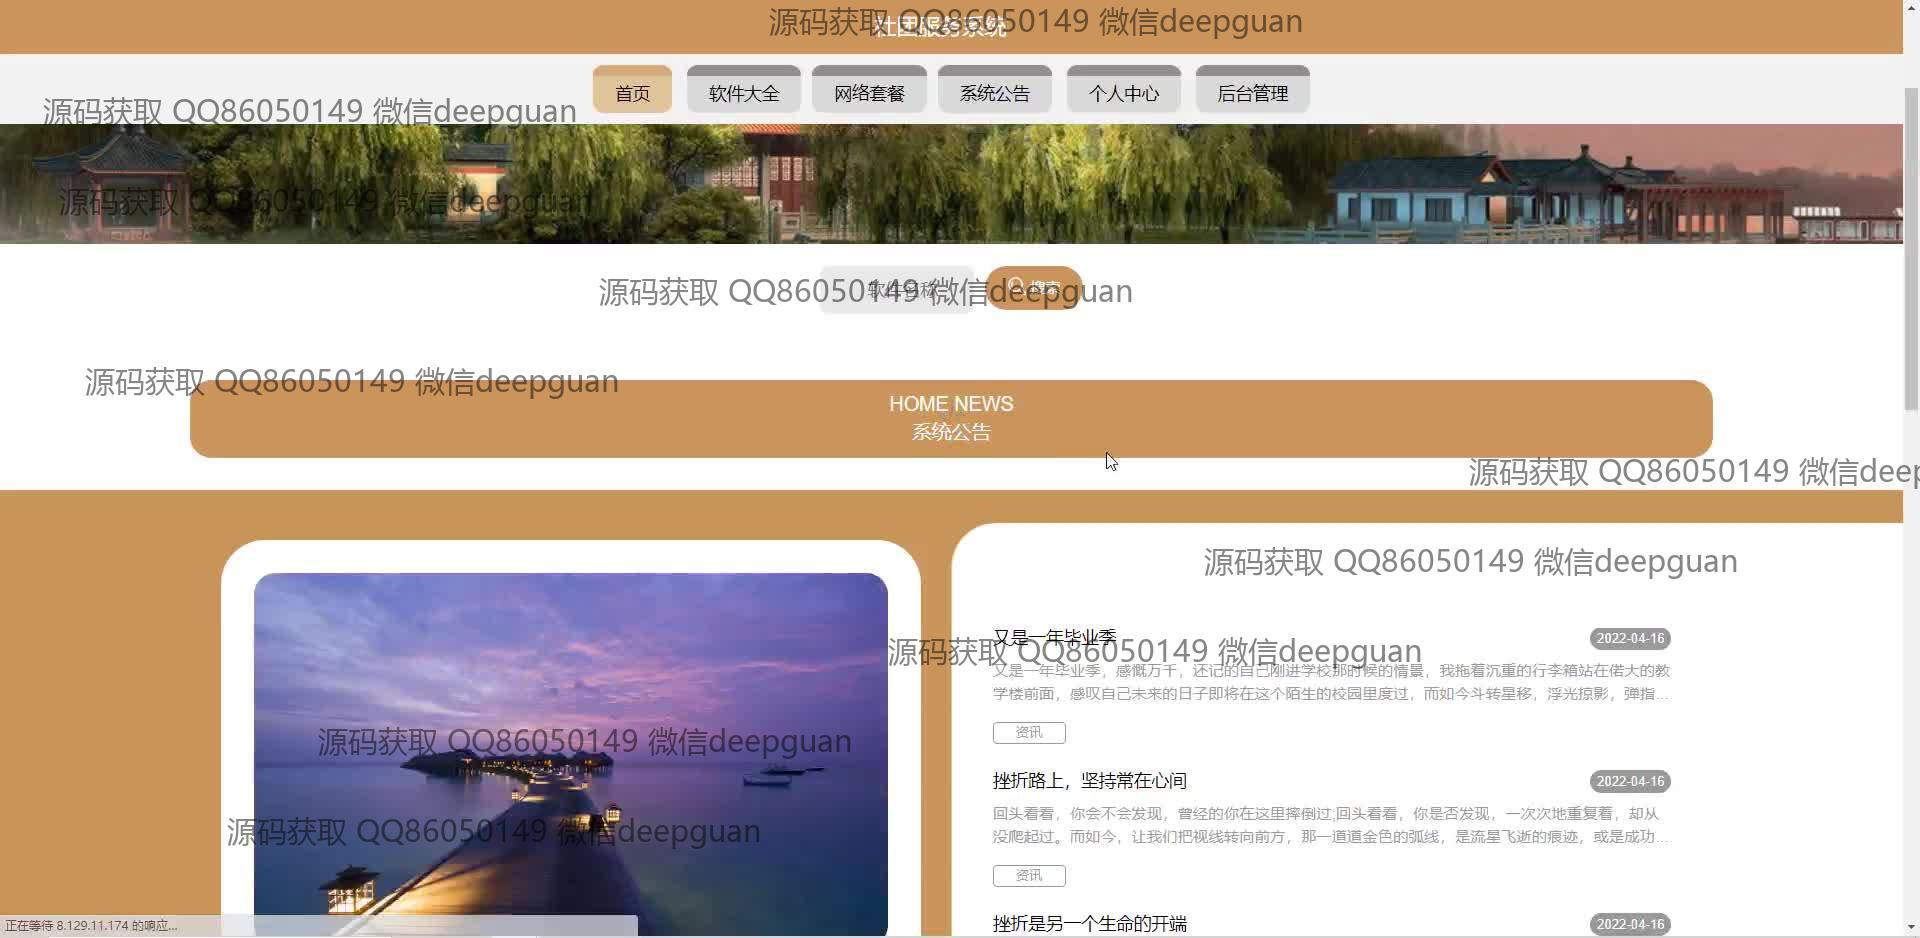 社团服务系统
源码获取 QQ86050149 微信deepguan
首页 软件大全 网络套餐 系统公告 个人中心 后台管理
源码获取 QQ86050149 微信deepguan
源码获取 QQ86050149 微信deepguan
软件名称 搜索
源码获取 QQ86050149 微信deepguan
源码获取 QQ86050149 微信deepguan
HOME NEWS
系统公告
源码获取 QQ86050149 微信deep
源码获取 QQ86050149 微信deepguan
又是一年毕业季 2022-04-16
源码获取 QQ86050149 微信deepguan
又是一年毕业季，感慨万千，还记的自己刚进学校那时候的情景，我拖着沉重的行李箱站在偌大的教
学楼前面，感叹自己未来的日子即将在这个陌生的校园里度过，而如今斗转星移，浮光掠影，弹指...
资讯
源码获取 QQ86050149 微信deepguan
挫折路上，坚持常在心间 2022-04-16
回头看看，你会不会发现，曾经的你在这里摔倒过;回头看看，你是否发现，一次次地重复着，却从
没爬起过。而如今，让我们把视线转向前方，那一道道金色的弧线，是流星飞逝的痕迹，或是成功...
源码获取 QQ86050149 微信deepguan
资讯
挫折是另一个生命的开端 2022-04-16
正在等待 8.129.11.174 的响应...